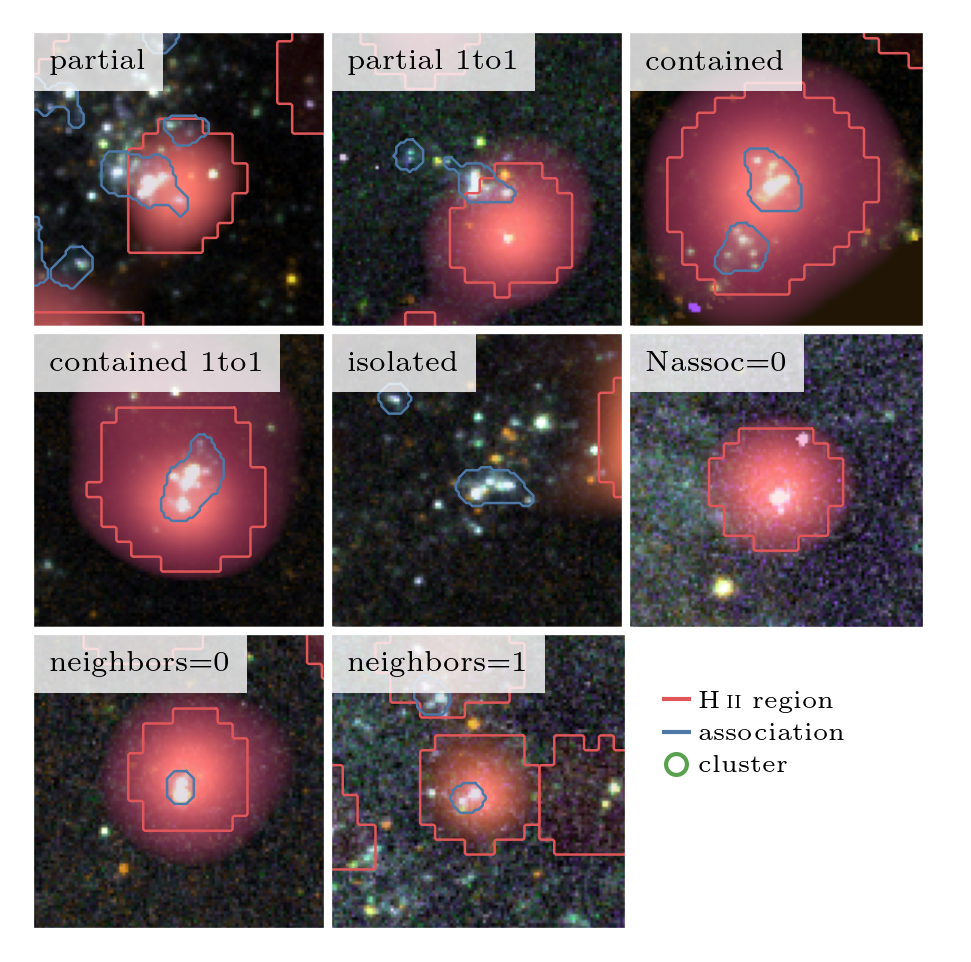 partial
partial 1to1
contained
contained 1to1
isolated
Nassoc=0
neighbors=0
neighbors=1
H II region
association
cluster